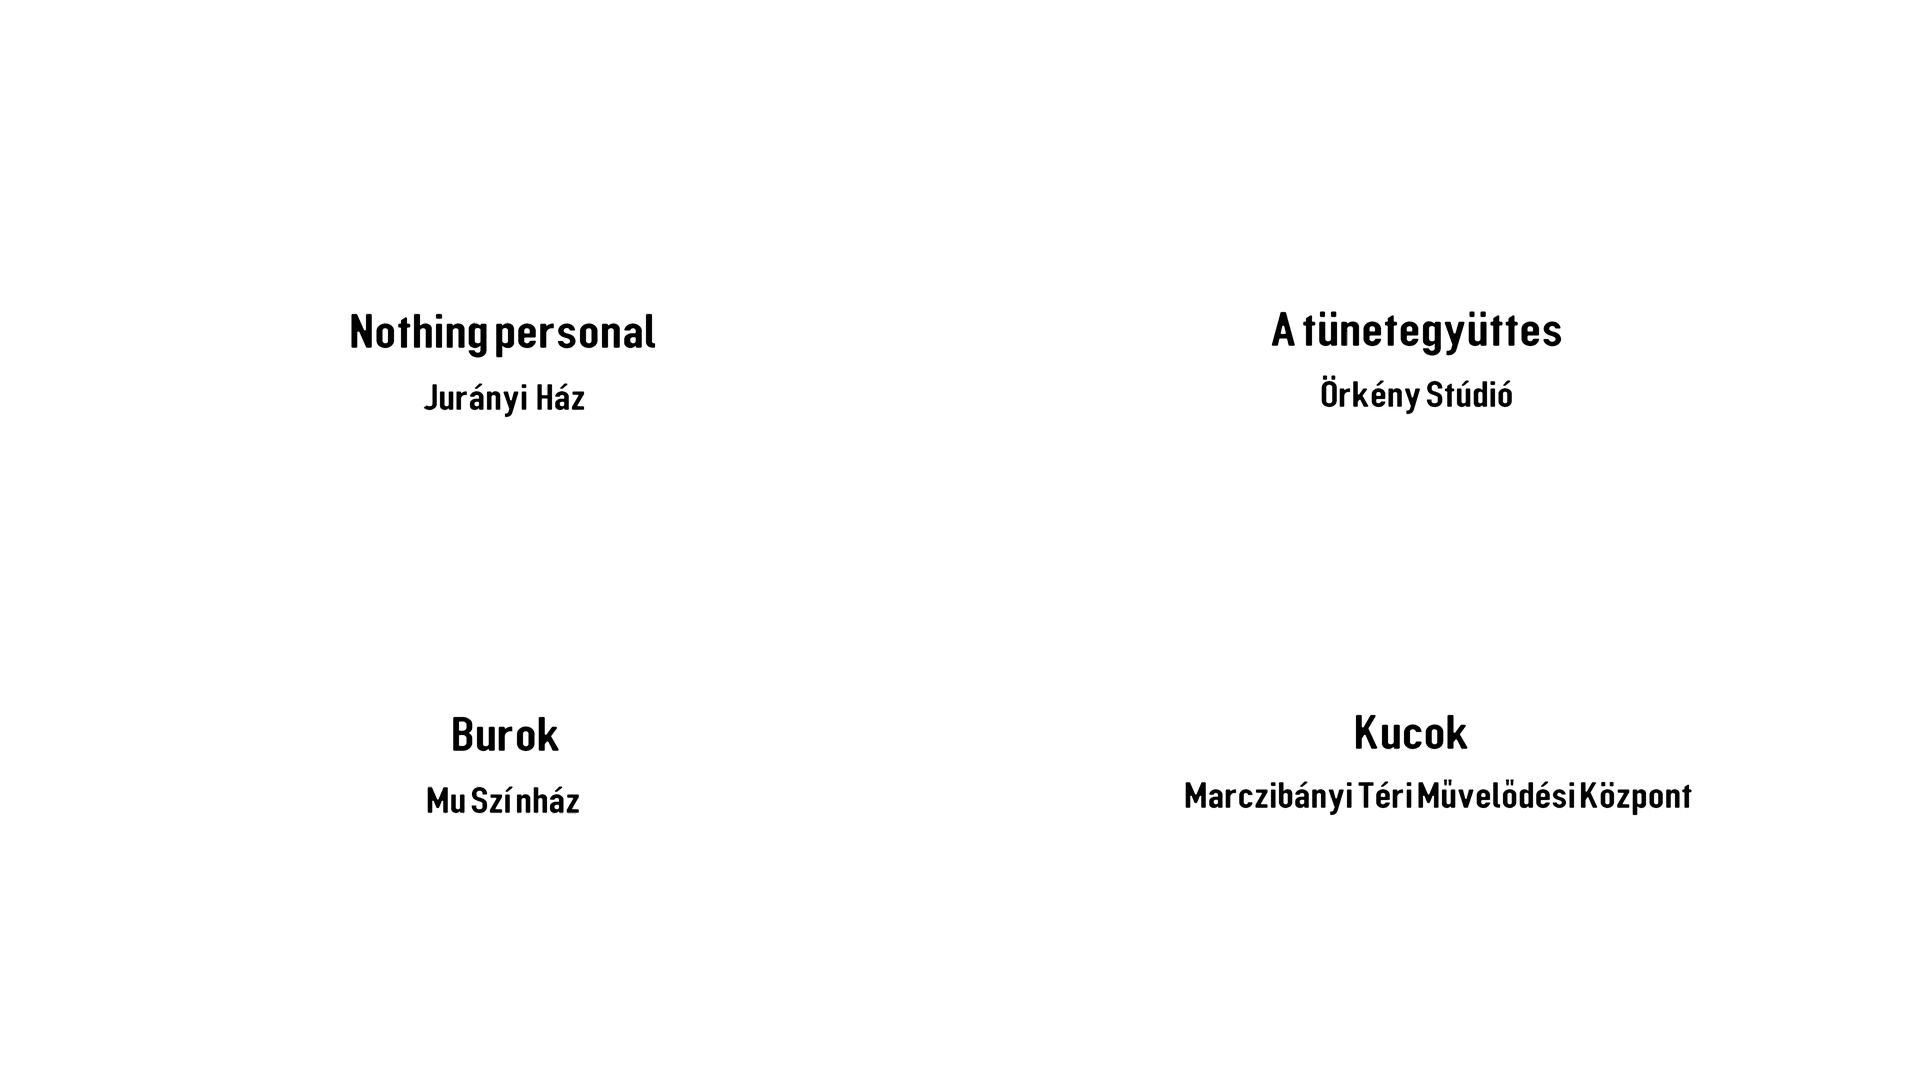 Nothing personal
Jurányi Ház
A tünetegyüttes
Örkény Stúdió
Burok
Mu Színház
Kucok
Marczibányi Téri Művelődési Központ